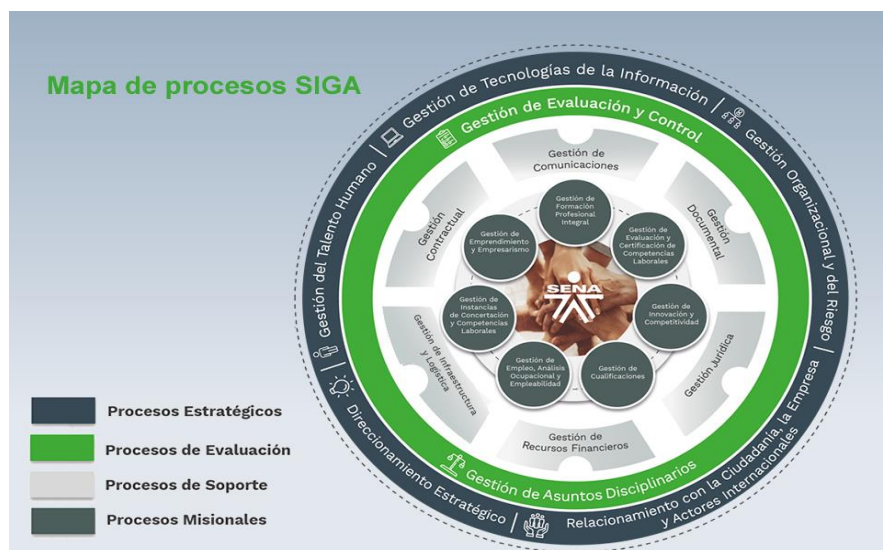 Mapa de procesos SIGA
Gestión de Tecnologías de la Información
Gestión Organizacional y del Riesgo
Relacionamiento con la Ciudadanía, la Empresa
y Actores Internacionales
Direccionamiento Estratégico
Gestión del Talento Humano
Gestión de Evaluación y Control
Gestión de Asuntos Disciplinarios
Gestión de
Comunicaciones
Gestión
Documental
Gestión Jurídica
Gestión de
Recursos Financieros
Gestión de Infraestructura
y Logística
Gestión
Contractual
Gestión de
Formación
Profesional
Integral
Gestión de
Evaluación y
Certificación de
Competencias
Laborales
Gestión de
Innovación y
Competitividad
Gestión de
Cualificaciones
Gestión de
Empleo, Análisis
Ocupacional y
Empleabilidad
Gestión de
Instancias
de Concertación
y Competencias
Laborales
Gestión de
Emprendimiento
y Empresarismo
SENA
Procesos Estratégicos
Procesos de Evaluación
Procesos de Soporte
Procesos Misionales